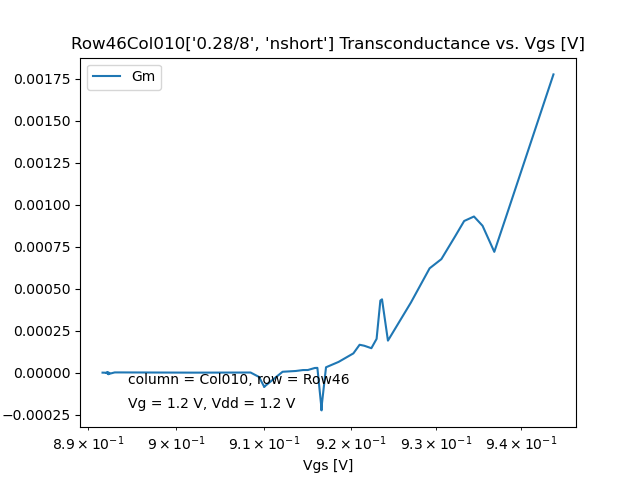 Row46Col010['0.28/8', 'nshort'] Transconductance vs. Vgs [V]
Gm
0.00175
0.00150
0.00125
0.00100
0.00075
0.00050
0.00025
0.00000
−0.00025
column = Col010, row = Row46
Vg = 1.2 V, Vdd = 1.2 V
8.9 × 10⁻¹ 9 × 10⁻¹ 9.1 × 10⁻¹ 9.2 × 10⁻¹ 9.3 × 10⁻¹ 9.4 × 10⁻¹
Vgs [V]